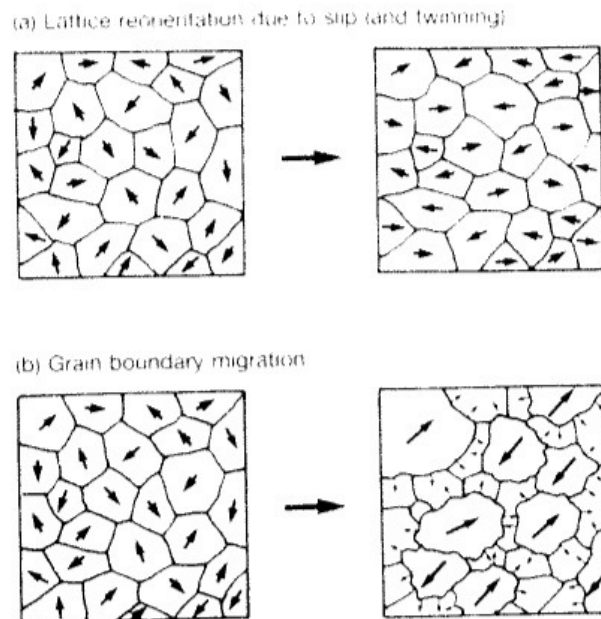 (a) Lattice reorientation due to slip (and twinning)
(b) Grain boundary migration